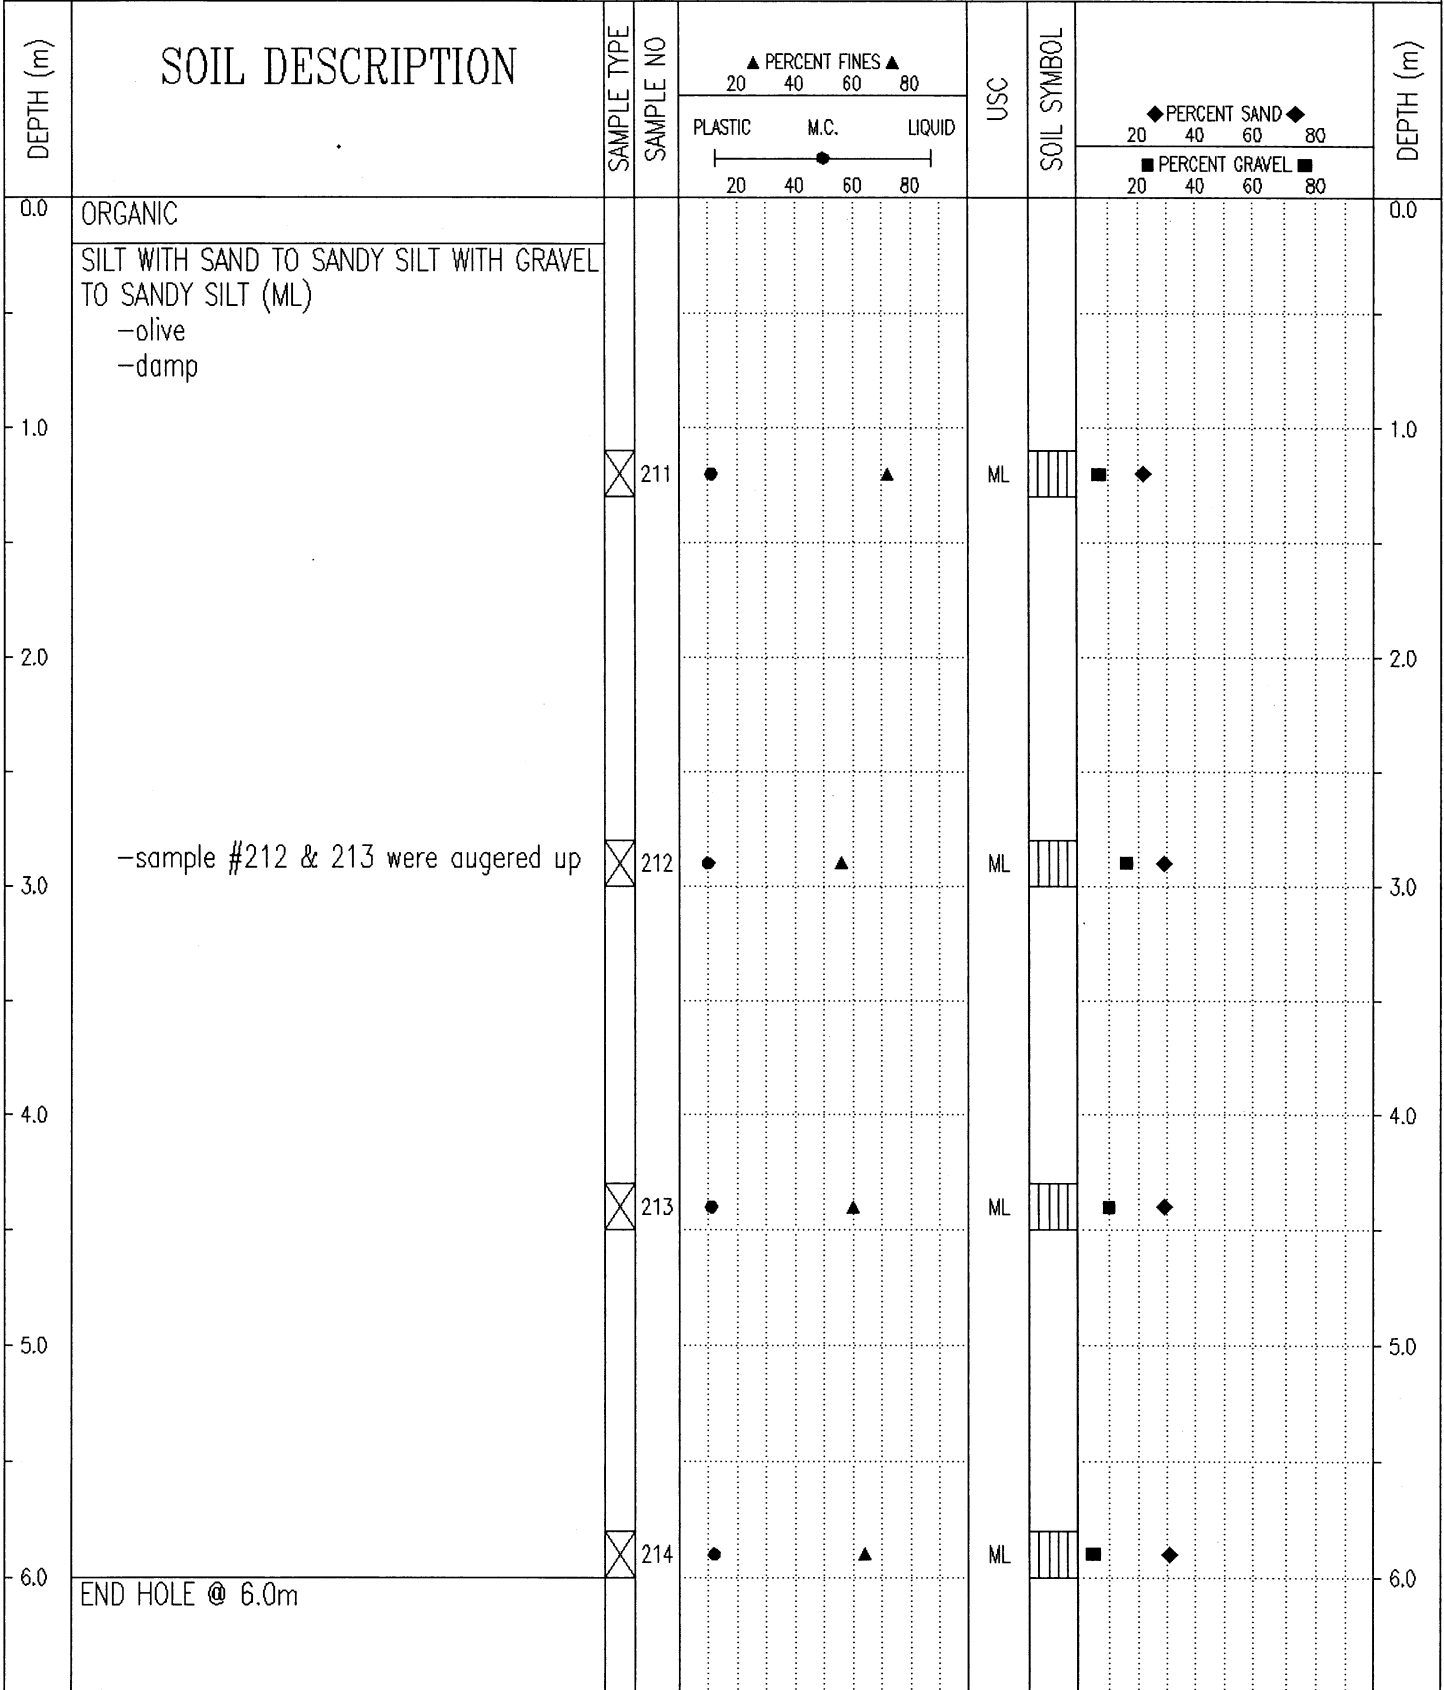 DEPTH (m)
SOIL DESCRIPTION
SAMPLE TYPE
SAMPLE NO
▲ PERCENT FINES ▲
20 40 60 80
PLASTIC M.C. LIQUID
20 40 60 80
USC
SOIL SYMBOL
◆PERCENT SAND◆
20 40 60 80
■ PERCENT GRAVEL ■
20 40 60 80
DEPTH (m)
0.0 ORGANIC 0.0
SILT WITH SAND TO SANDY SILT WITH GRAVEL
TO SANDY SILT (ML)
-olive
-damp
1.0 1.0
211 ML
2.0 2.0
-sample #212 & 213 were augered up 212 ML
3.0 3.0
4.0 4.0
213 ML
5.0 5.0
214 ML
6.0 6.0
END HOLE @ 6.0m